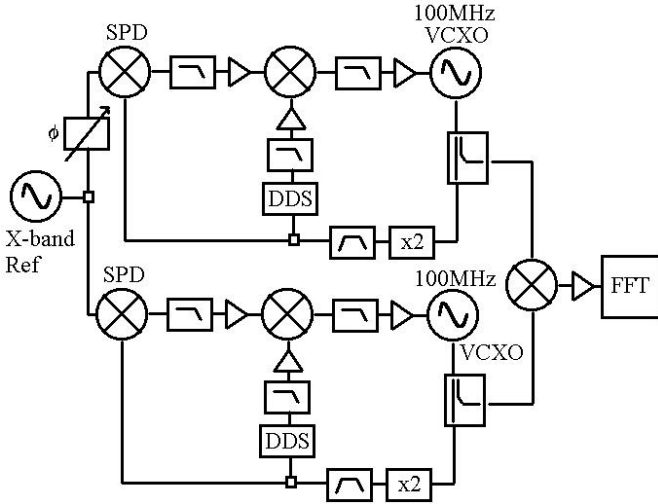 100MHz
VCXO
SPD
ϕ
DDS
X-band
Ref
x2
SPD
100MHz
FFT
VCXO
DDS
x2